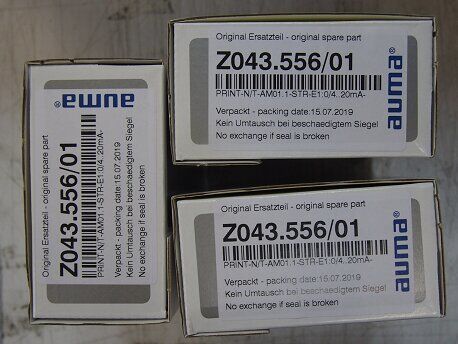 Original Ersatzteil - original spare part
Z043.556/01
PRINT-N/T-AM01.1-STR-E1:0/4..20mA-
Verpackt - packing date:15.07.2019
Kein Umtausch bei beschaedigtem Siegel
No exchange if seal is broken
auma®
Original Ersatzteil - original spare part
Z043.556/01
PRINT-N/T-AM01.1-STR-E1:0/4..20mA-
Verpackt - packing date:15.07.2019
Kein Umtausch bei beschaedigtem Siegel
No exchange if seal is broken
auma®
Original Ersatzteil - original spare part
Z043.556/01
PRINT-N/T-AM01.1-STR-E1:0/4..20mA-
Verpackt - packing date:15.07.2019
Kein Umtausch bei beschaedigtem Siegel
No exchange if seal is broken
auma®